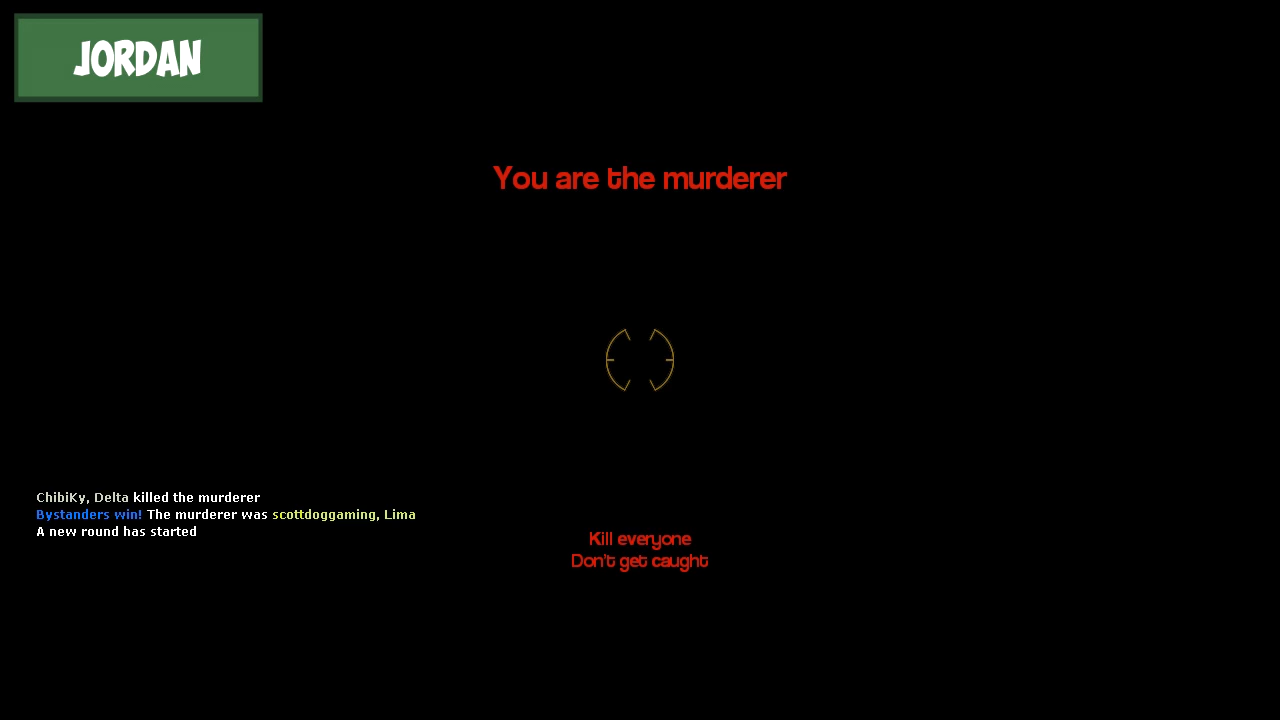 JORDAN
You are the murderer
ChibiKy, Delta killed the murderer
Bystanders win! The murderer was scottdoggaming, Lima
A new round has started
Kill everyone
Don't get caught